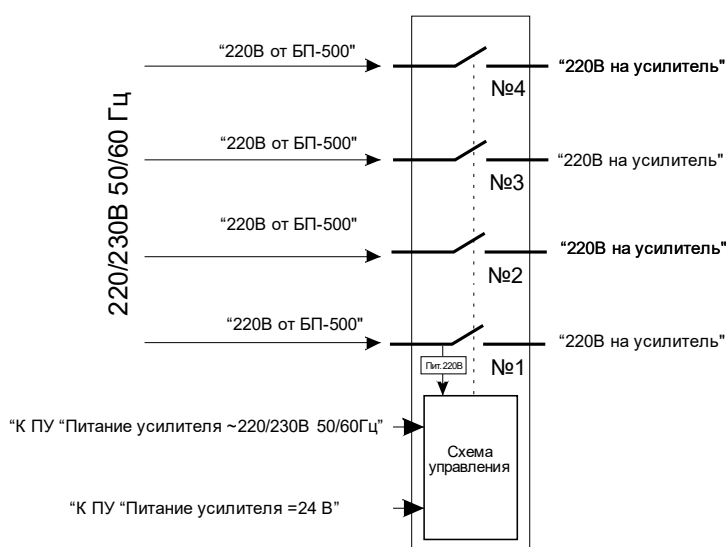 “220В от БП-500"
“220В на усилитель"
№4
220/230В 50/60 Гц
“220В от БП-500"
“220В на усилитель"
№3
“220В от БП-500"
“220В на усилитель"
№2
“220В от БП-500"
“220В на усилитель"
Пит.220В
№1
“К ПУ “Питание усилителя ~220/230В 50/60Гц”
Схема
управления
“К ПУ “Питание усилителя =24 В”